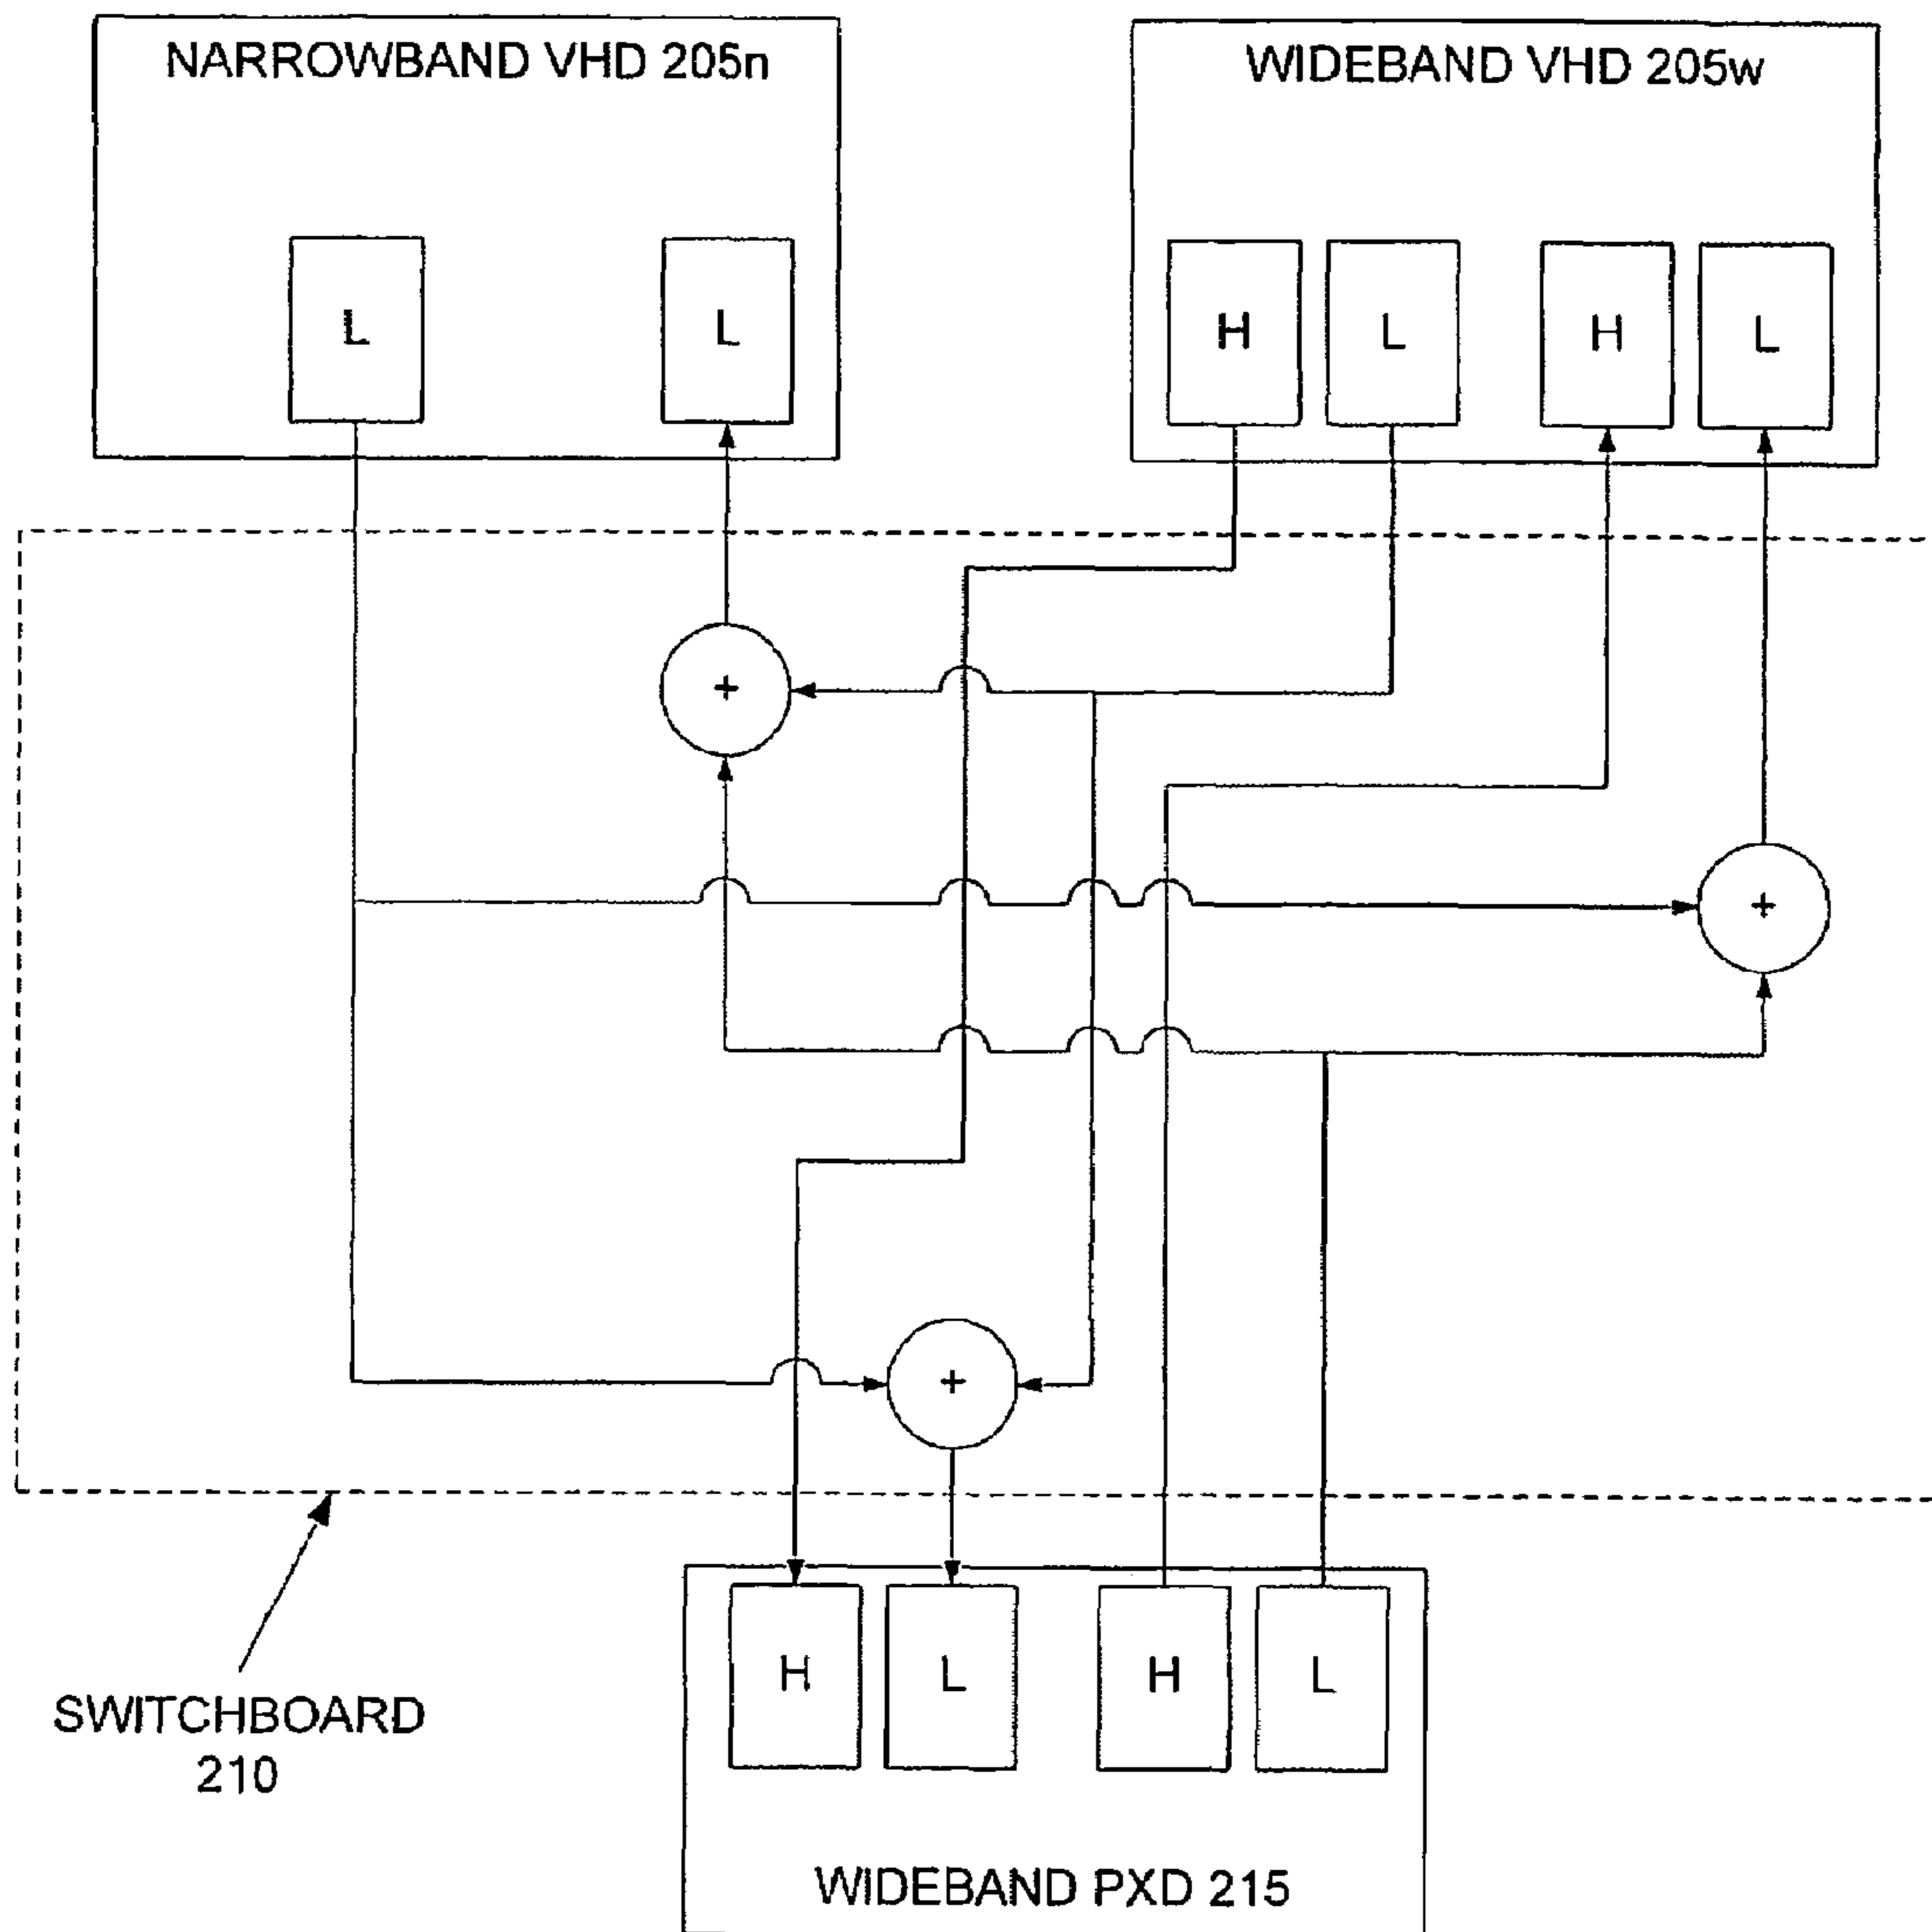 NARROWBAND VHD 205n
WIDEBAND VHD 205w
L
L
H
L
H
L
+
+
+
H
L
H
L
SWITCHBOARD
210
WIDEBAND PXD 215